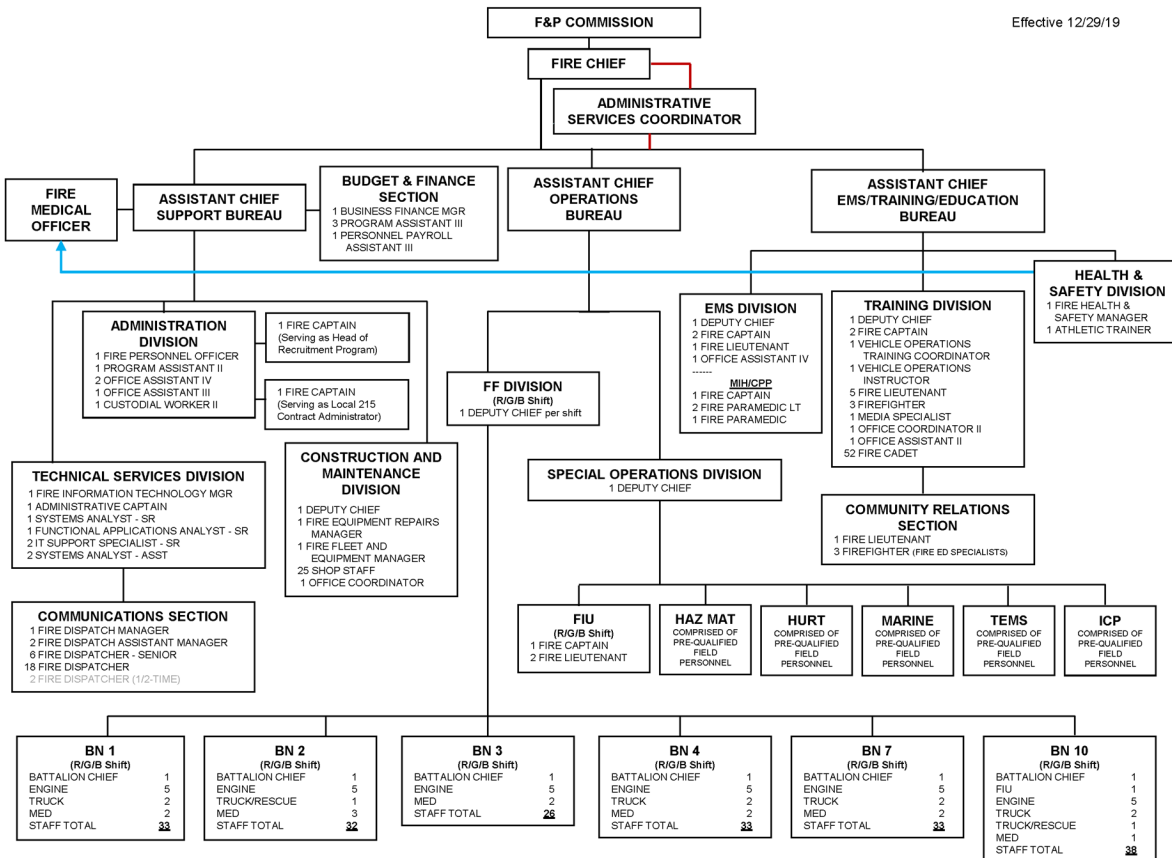 F&P COMMISSION
Effective 12/29/19
FIRE CHIEF
ADMINISTRATIVE
SERVICES COORDINATOR
FIRE
MEDICAL
OFFICER
ASSISTANT CHIEF
SUPPORT BUREAU
BUDGET & FINANCE
SECTION
1 BUSINESS FINANCE MGR
3 PROGRAM ASSISTANT III
1 PERSONNEL PAYROLL
ASSISTANT III
ASSISTANT CHIEF
OPERATIONS
BUREAU
ASSISTANT CHIEF
EMS/TRAINING/EDUCATION
BUREAU
HEALTH &
SAFETY DIVISION
1 FIRE HEALTH &
SAFETY MANAGER
1 ATHLETIC TRAINER
ADMINISTRATION
DIVISION
1 FIRE PERSONNEL OFFICER
1 PROGRAM ASSISTANT II
2 OFFICE ASSISTANT IV
1 OFFICE ASSISTANT III
1 CUSTODIAL WORKER II
1 FIRE CAPTAIN
(Serving as Head of
Recruitment Program)
1 FIRE CAPTAIN
(Serving as Local 215
Contract Administrator)
EMS DIVISION
1 DEPUTY CHIEF
2 FIRE CAPTAIN
1 FIRE LIEUTENANT
1 OFFICE ASSISTANT IV
------
MIH/CPP
1 FIRE CAPTAIN
2 FIRE PARAMEDIC LT
1 FIRE PARAMEDIC
TRAINING DIVISION
1 DEPUTY CHIEF
2 FIRE CAPTAIN
1 VEHICLE OPERATIONS
TRAINING COORDINATOR
1 VEHICLE OPERATIONS
INSTRUCTOR
5 FIRE LIEUTENANT
3 FIREFIGHTER
1 MEDIA SPECIALIST
1 OFFICE COORDINATOR II
1 OFFICE ASSISTANT II
52 FIRE CADET
FF DIVISION
(R/G/B Shift)
1 DEPUTY CHIEF per shift
TECHNICAL SERVICES DIVISION
1 FIRE INFORMATION TECHNOLOGY MGR
1 ADMINISTRATIVE CAPTAIN
1 SYSTEMS ANALYST - SR
1 FUNCTIONAL APPLICATIONS ANALYST - SR
2 IT SUPPORT SPECIALIST - SR
2 SYSTEMS ANALYST - ASST
CONSTRUCTION AND
MAINTENANCE
DIVISION
1 DEPUTY CHIEF
1 FIRE EQUIPMENT REPAIRS
MANAGER
1 FIRE FLEET AND
EQUIPMENT MANAGER
25 SHOP STAFF
1 OFFICE COORDINATOR
SPECIAL OPERATIONS DIVISION
1 DEPUTY CHIEF
COMMUNITY RELATIONS
SECTION
1 FIRE LIEUTENANT
3 FIREFIGHTER (FIRE ED SPECIALISTS)
COMMUNICATIONS SECTION
1 FIRE DISPATCH MANAGER
2 FIRE DISPATCH ASSISTANT MANAGER
6 FIRE DISPATCHER - SENIOR
18 FIRE DISPATCHER
2 FIRE DISPATCHER (1/2-TIME)
FIU
(R/G/B Shift)
1 FIRE CAPTAIN
2 FIRE LIEUTENANT
HAZ MAT
COMPRISED OF
PRE-QUALIFIED
FIELD
PERSONNEL
HURT
COMPRISED OF
PRE-QUALIFIED
FIELD
PERSONNEL
MARINE
COMPRISED OF
PRE-QUALIFIED
FIELD
PERSONNEL
TEMS
COMPRISED OF
PRE-QUALIFIED
FIELD
PERSONNEL
ICP
COMPRISED OF
PRE-QUALIFIED
FIELD
PERSONNEL
BN 1
(R/G/B Shift)
BATTALION CHIEF 1
ENGINE 5
TRUCK 2
MED 2
STAFF TOTAL 33
BN 2
(R/G/B Shift)
BATTALION CHIEF 1
ENGINE 5
TRUCK/RESCUE 1
MED 3
STAFF TOTAL 32
BN 3
(R/G/B Shift)
BATTALION CHIEF 1
ENGINE 5
MED 2
STAFF TOTAL 26
BN 4
(R/G/B Shift)
BATTALION CHIEF 1
ENGINE 5
TRUCK 2
MED 2
STAFF TOTAL 33
BN 7
(R/G/B Shift)
BATTALION CHIEF 1
ENGINE 5
TRUCK 2
MED 2
STAFF TOTAL 33
BN 10
(R/G/B Shift)
BATTALION CHIEF 1
FIU 1
ENGINE 5
TRUCK 2
TRUCK/RESCUE 1
MED 1
STAFF TOTAL 38